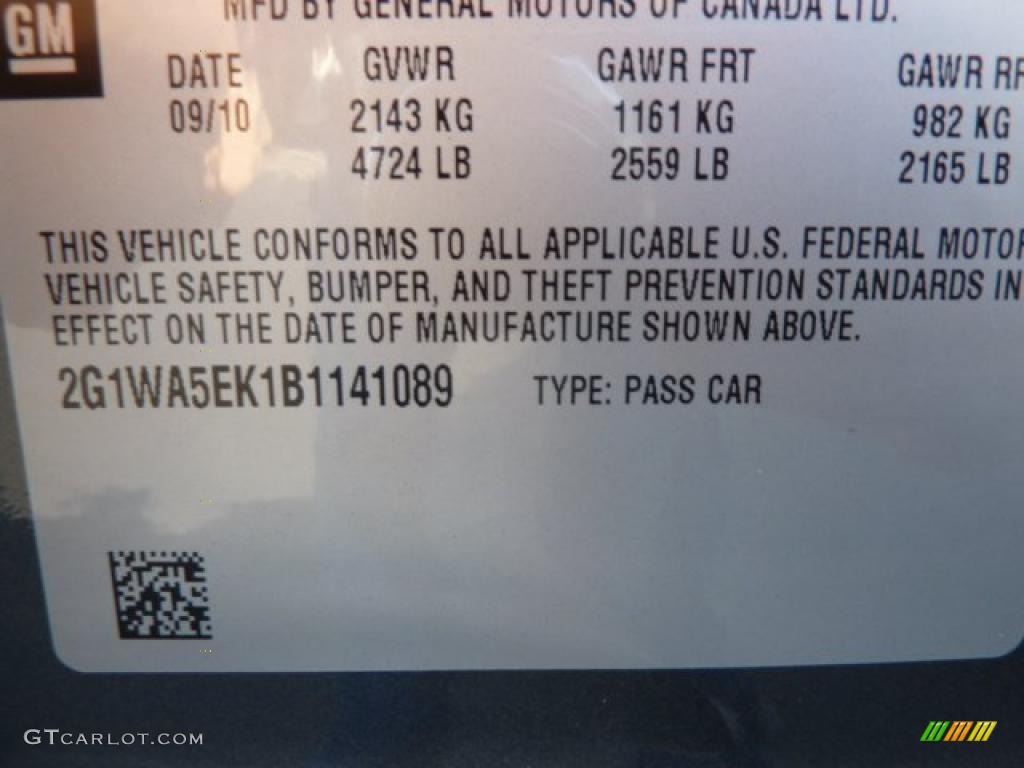 GM
MFD BY GENERAL MOTORS OF CANADA LTD.
DATE GVWR GAWR FRT GAWR RF
09/10 2143 KG 1161 KG 982 KG
4724 LB 2559 LB 2165 LB
THIS VEHICLE CONFORMS TO ALL APPLICABLE U.S. FEDERAL MOTOR
VEHICLE SAFETY, BUMPER, AND THEFT PREVENTION STANDARDS IN
EFFECT ON THE DATE OF MANUFACTURE SHOWN ABOVE.
2G1WA5EK1B1141089 TYPE: PASS CAR
GTCARLOT.COM